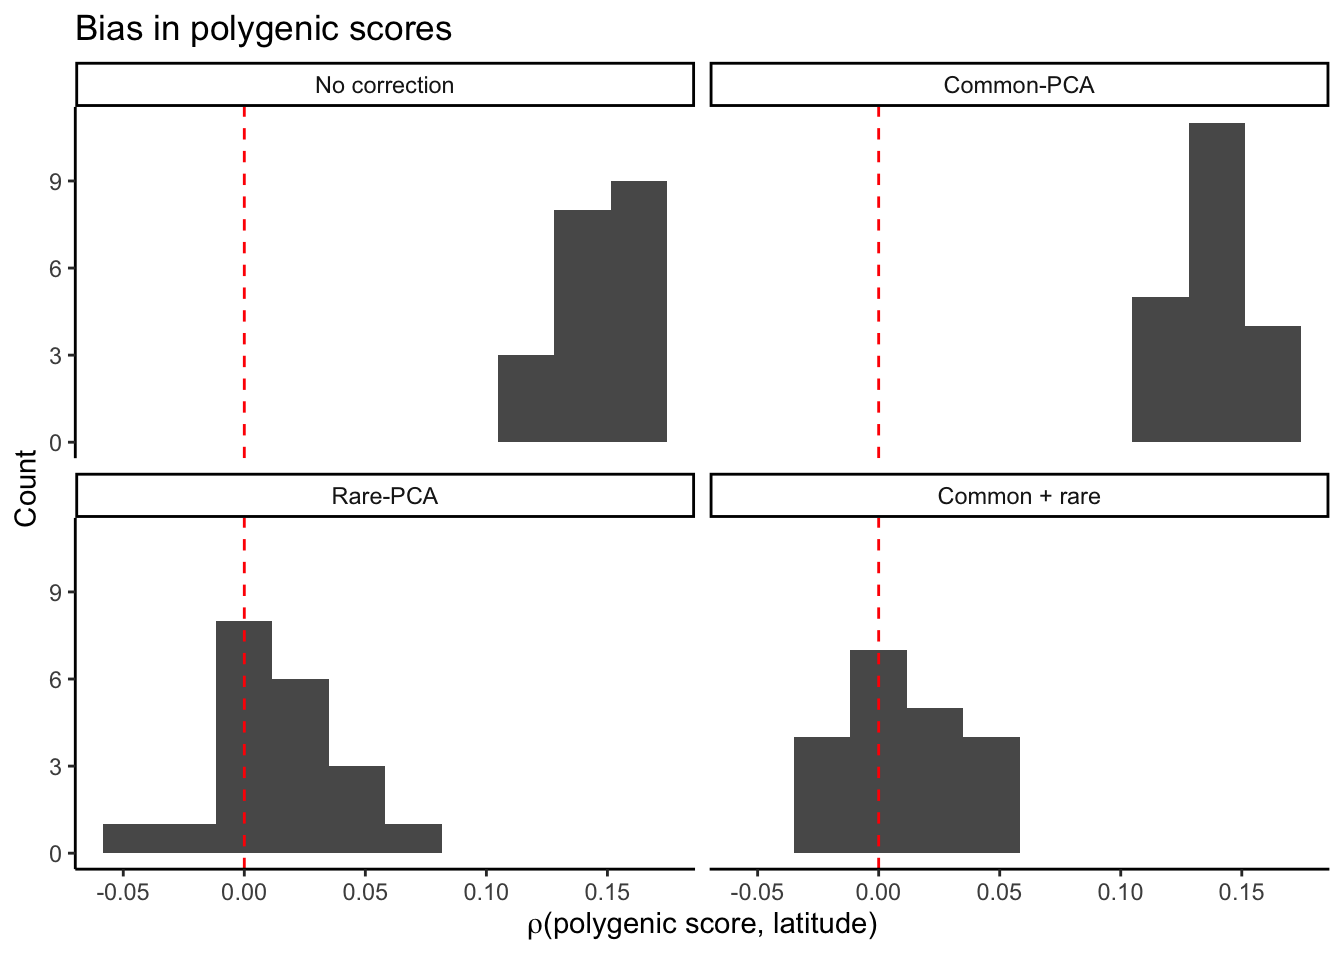 Bias in polygenic scores
No correction
Common-PCA
9
6
3
0
Count
Rare-PCA
Common + rare
9
6
3
0
-0.05 0.00 0.05 0.10 0.15
-0.05 0.00 0.05 0.10 0.15
ρ(polygenic score, latitude)